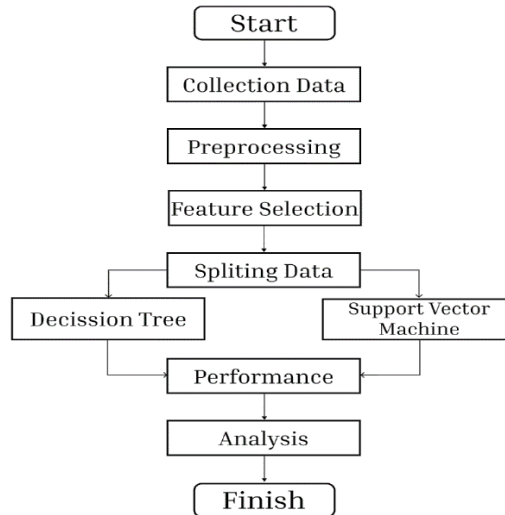 Start
Collection Data
Preprocessing
Feature Selection
Spliting Data
Decission Tree
Support Vector
Machine
Performance
Analysis
Finish